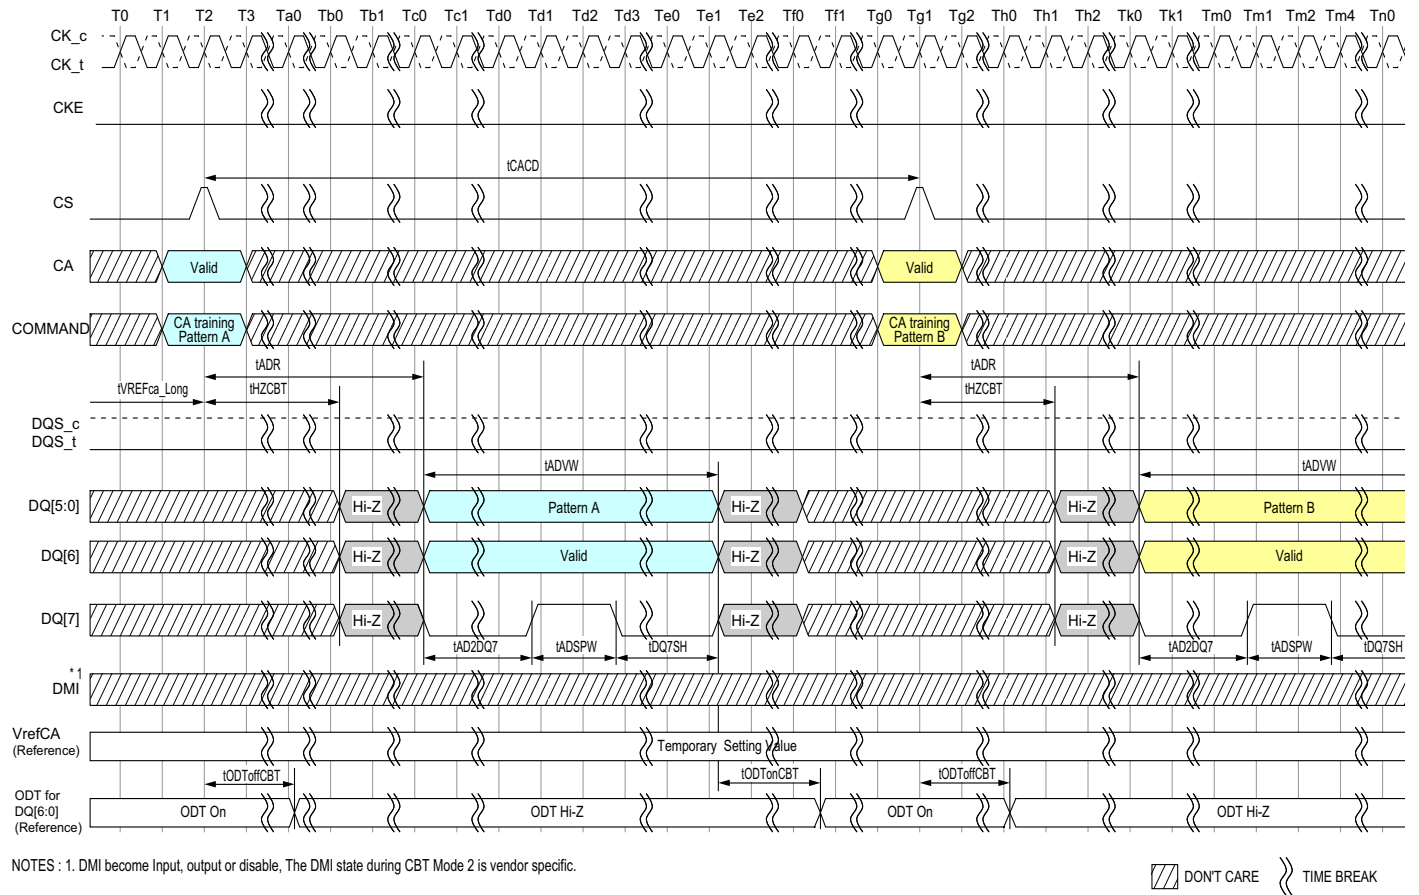 T0 T1 T2 T3 Ta0 Tb0 Tb1 Tc0 Tc1 Td0 Td1 Td2 Td3 Te0 Te1 Te2 Tf0 Tf1 Tg0 Tg1 Tg2 Th0 Th1 Th2 Tk0 Tk1 Tm0 Tm1 Tm2 Tm4 Tn0
CK_c
CK_t
CKE
tCACD
CS
CA Valid Valid
COMMAND CA training Pattern A CA training Pattern B
tADR tADR
tVREFca_Long tHZCBT tHZCBT
DQS_c
DQS_t
tADVW tADVW
DQ[5:0] Hi-Z Pattern A Hi-Z Hi-Z Pattern B
DQ[6] Hi-Z Valid Hi-Z Hi-Z Valid
DQ[7] Hi-Z Hi-Z Hi-Z
tAD2DQ7 tADSPW tDQ7SH tAD2DQ7 tADSPW tDQ7SH
*1
DMI
VrefCA
(Reference)
Temporary Setting Value
tODToffCBT tODTonCBT tODToffCBT
ODT for
DQ[6:0]
(Reference)
ODT On ODT Hi-Z ODT On ODT Hi-Z
NOTES : 1. DMI become Input, output or disable, The DMI state during CBT Mode 2 is vendor specific.
DON'T CARE TIME BREAK